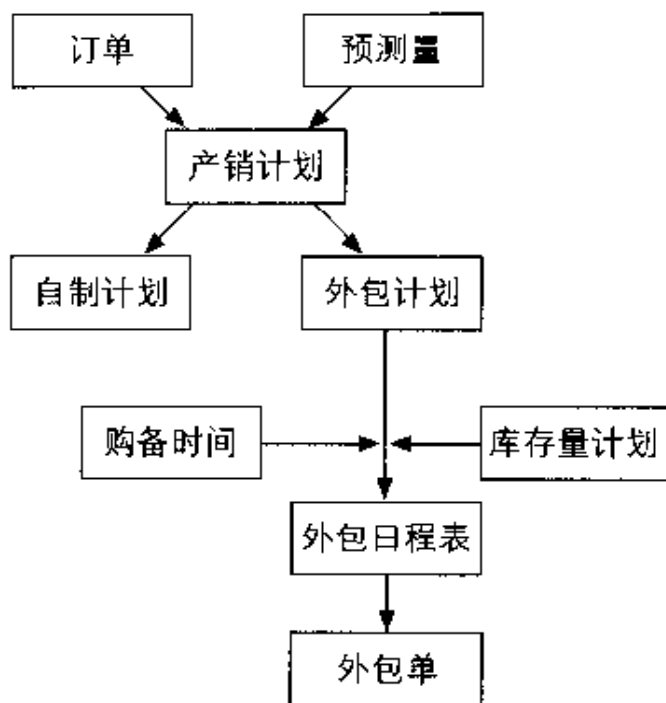 订单
预测量
产销计划
自制计划
外包计划
购备时间
库存量计划
外包日程表
外包单